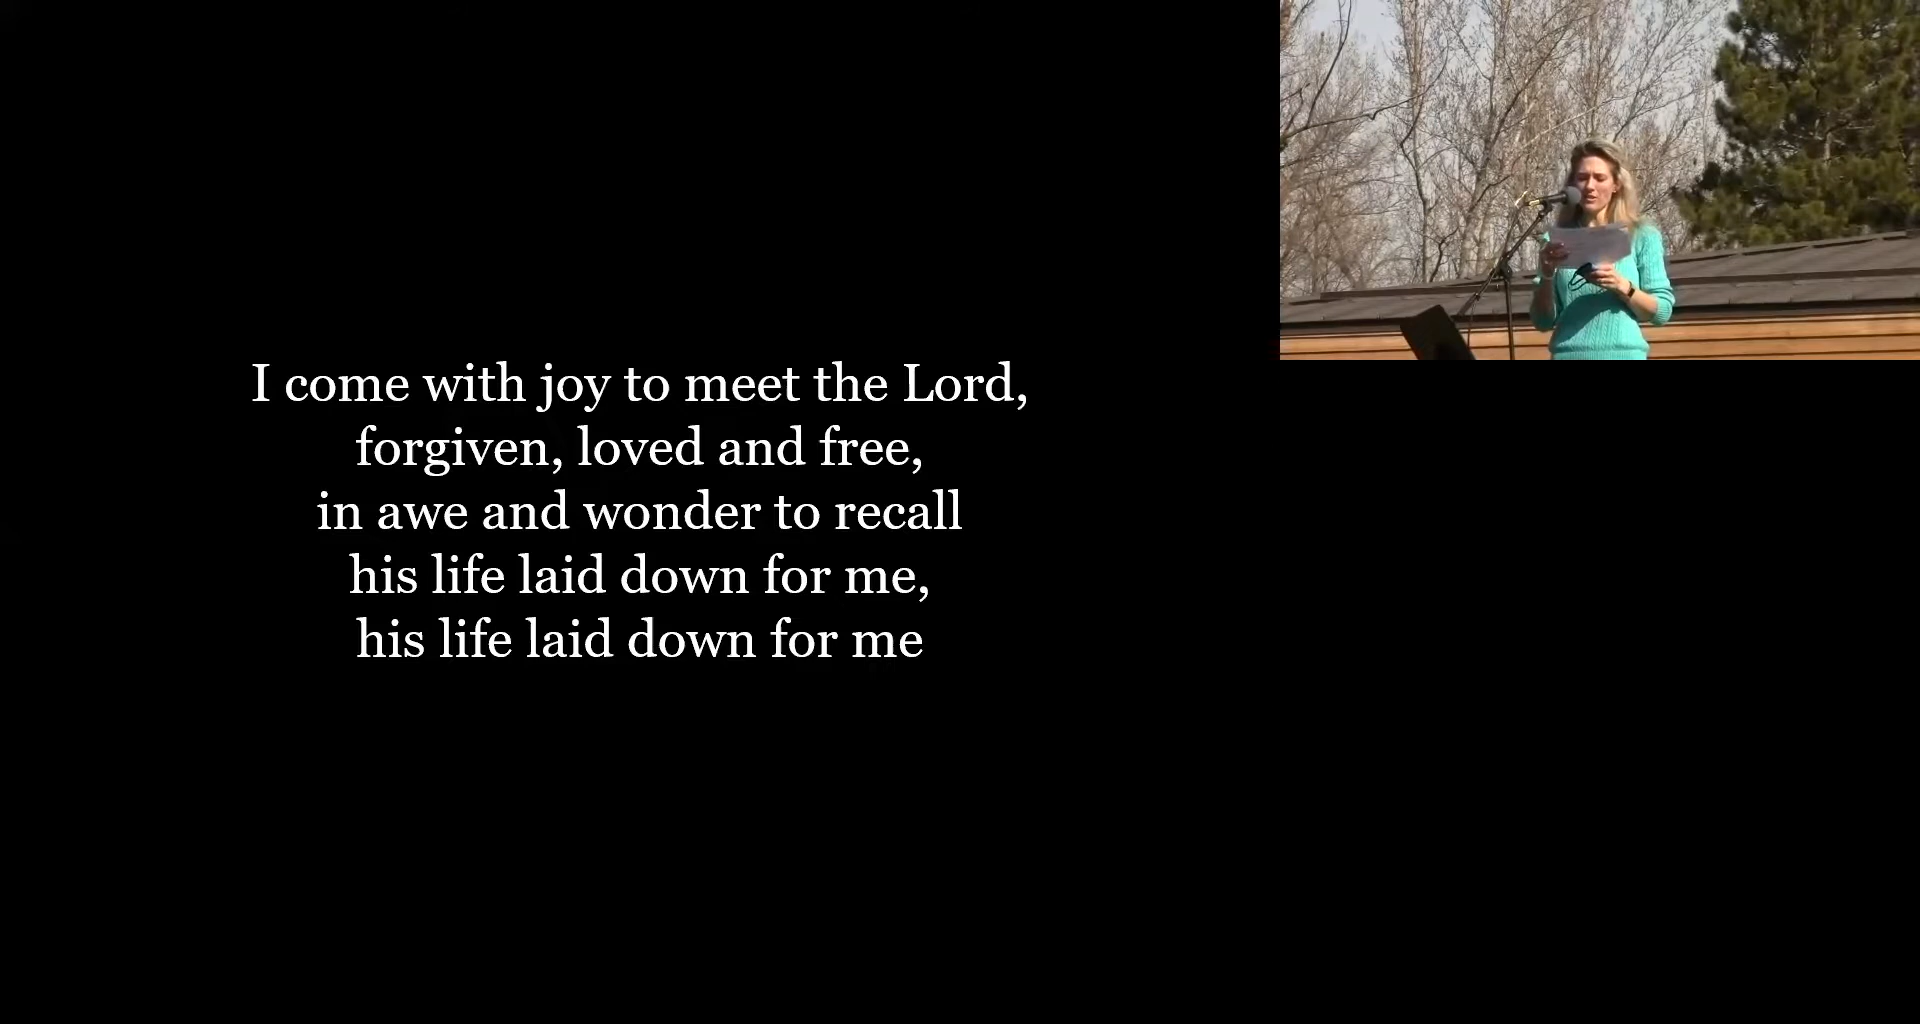 I come with joy to meet the Lord,
forgiven, loved and free,
in awe and wonder to recall
his life laid down for me,
his life laid down for me